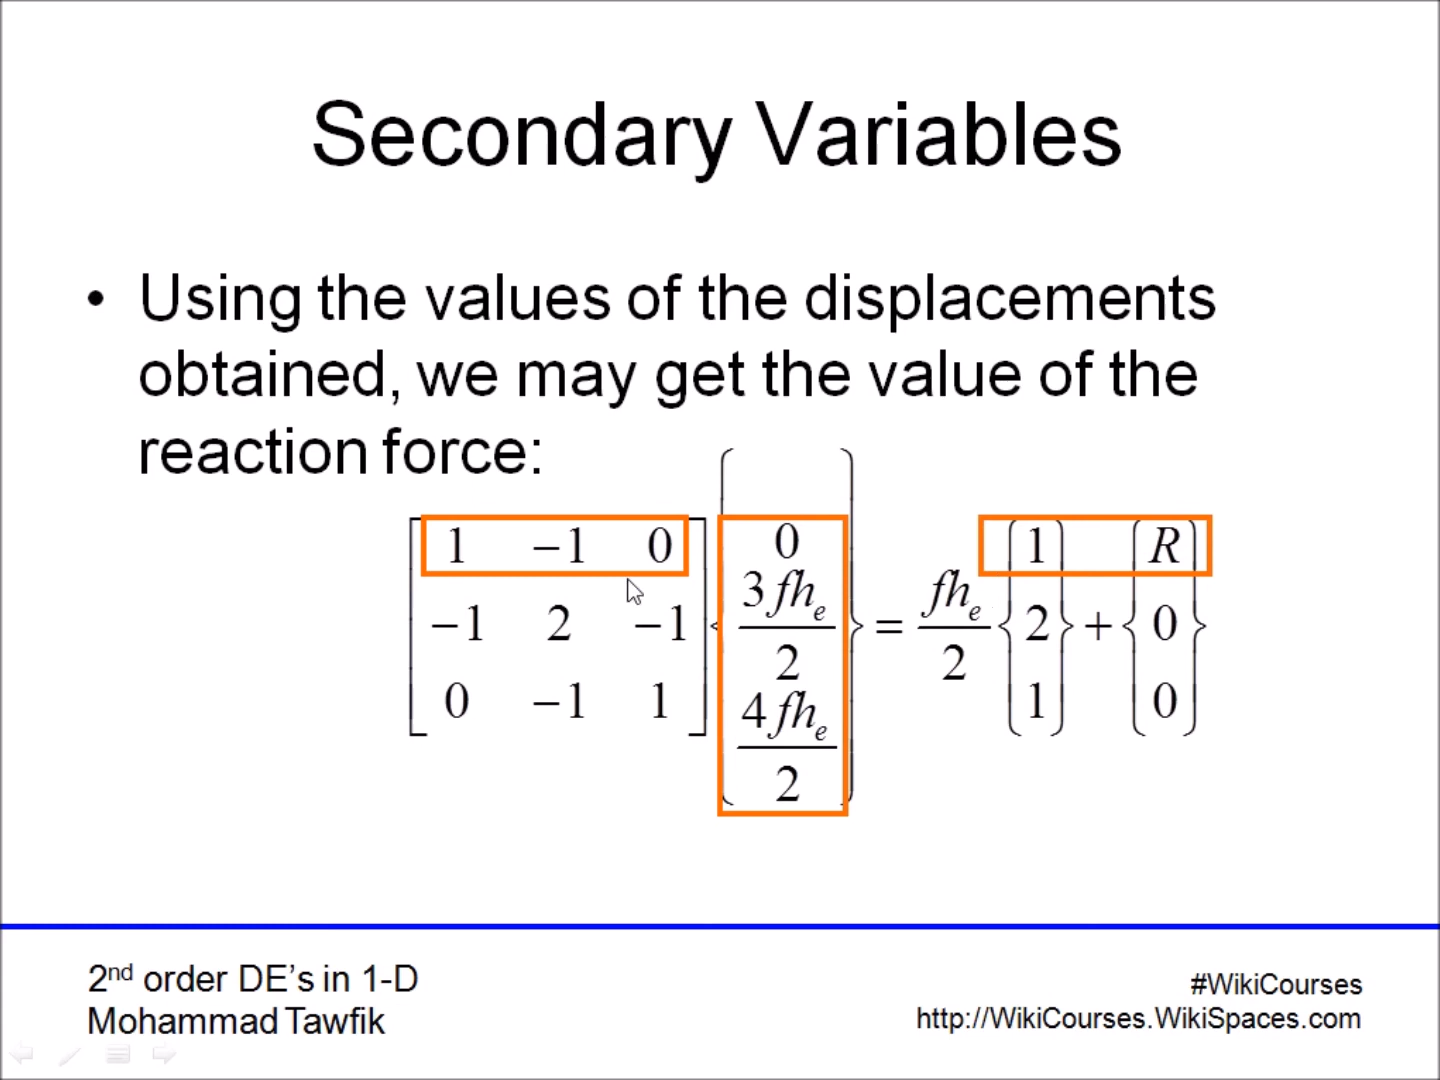 Secondary Variables
• Using the values of the displacements
obtained, we may get the value of the
reaction force:
[1 −1 0; −1 2 −1; 0 −1 1] {0; 3fhₑ/2; 4fhₑ/2} = fhₑ/2 {1; 2; 1} + {R; 0; 0}
2nd order DE's in 1-D
Mohammad Tawfik
#WikiCourses
http://WikiCourses.WikiSpaces.com